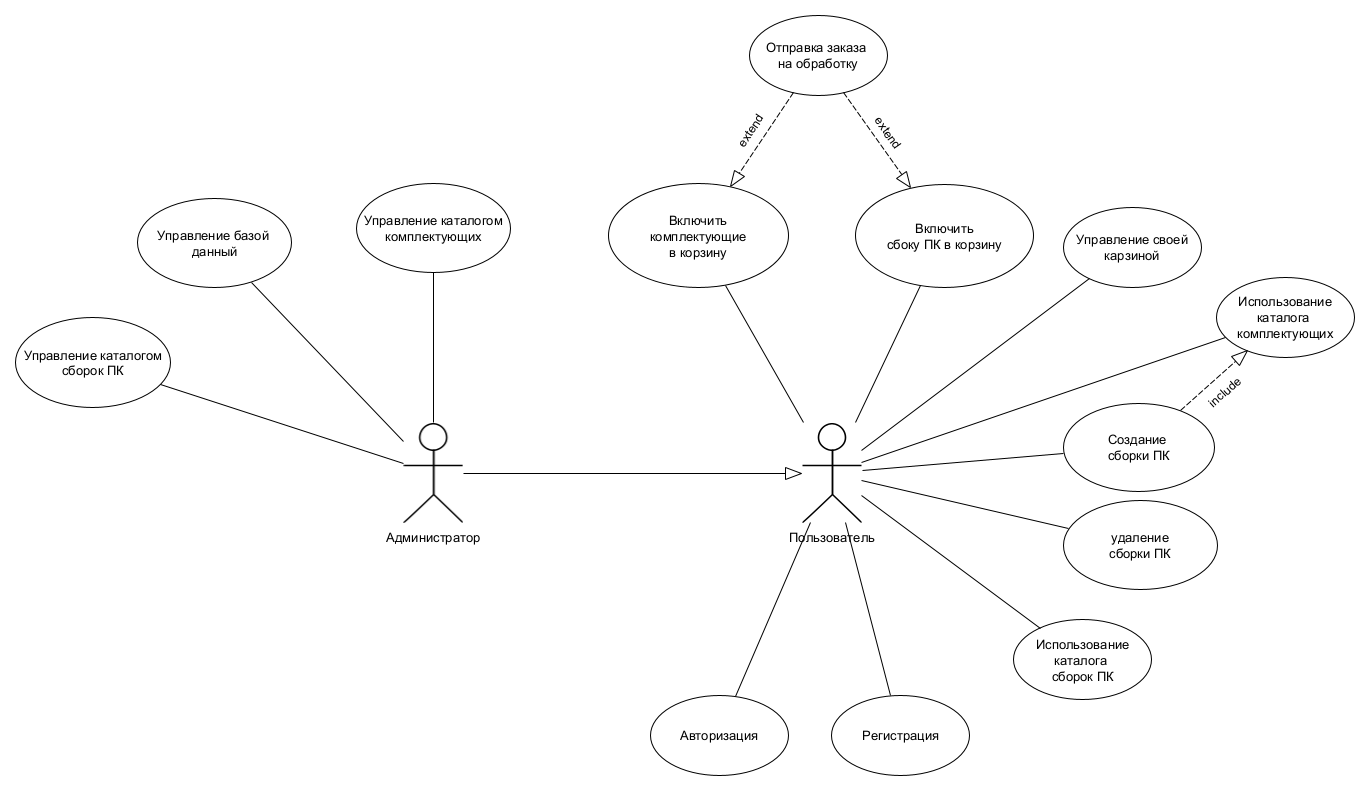 Отправка заказа
на обработку
extend
extend
Управление каталогом
комплектующих
Управление базой
данный
Включить
комплектующие
в корзину
Включить
сбоку ПК в корзину
Управление своей
карзиной
Использование
каталога
комплектующих
Управление каталогом
сборок ПК
include
Создание
сборки ПК
Администратор
Пользователь
удаление
сборки ПК
Использование
каталога
сборок ПК
Авторизация
Регистрация